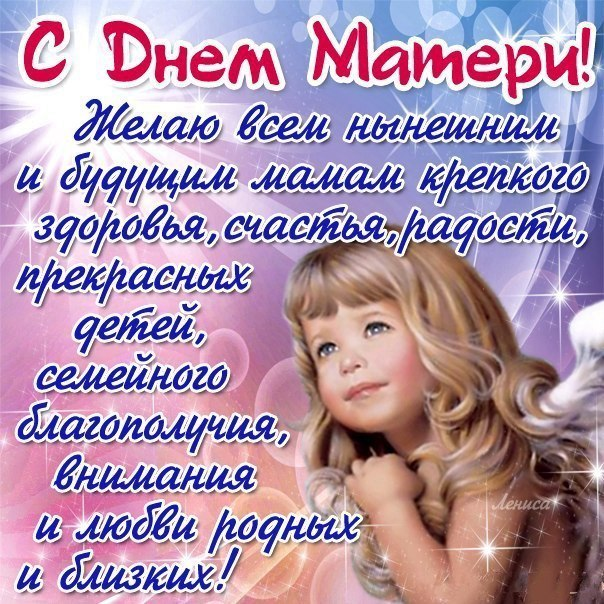 С Днем Матери!
Желаю всем нынешним
и будущим мамам крепкого
здоровья, счастья, радости,
прекрасных
детей,
семейного
благополучия,
внимания
и любви родных
и близких!
Лениса